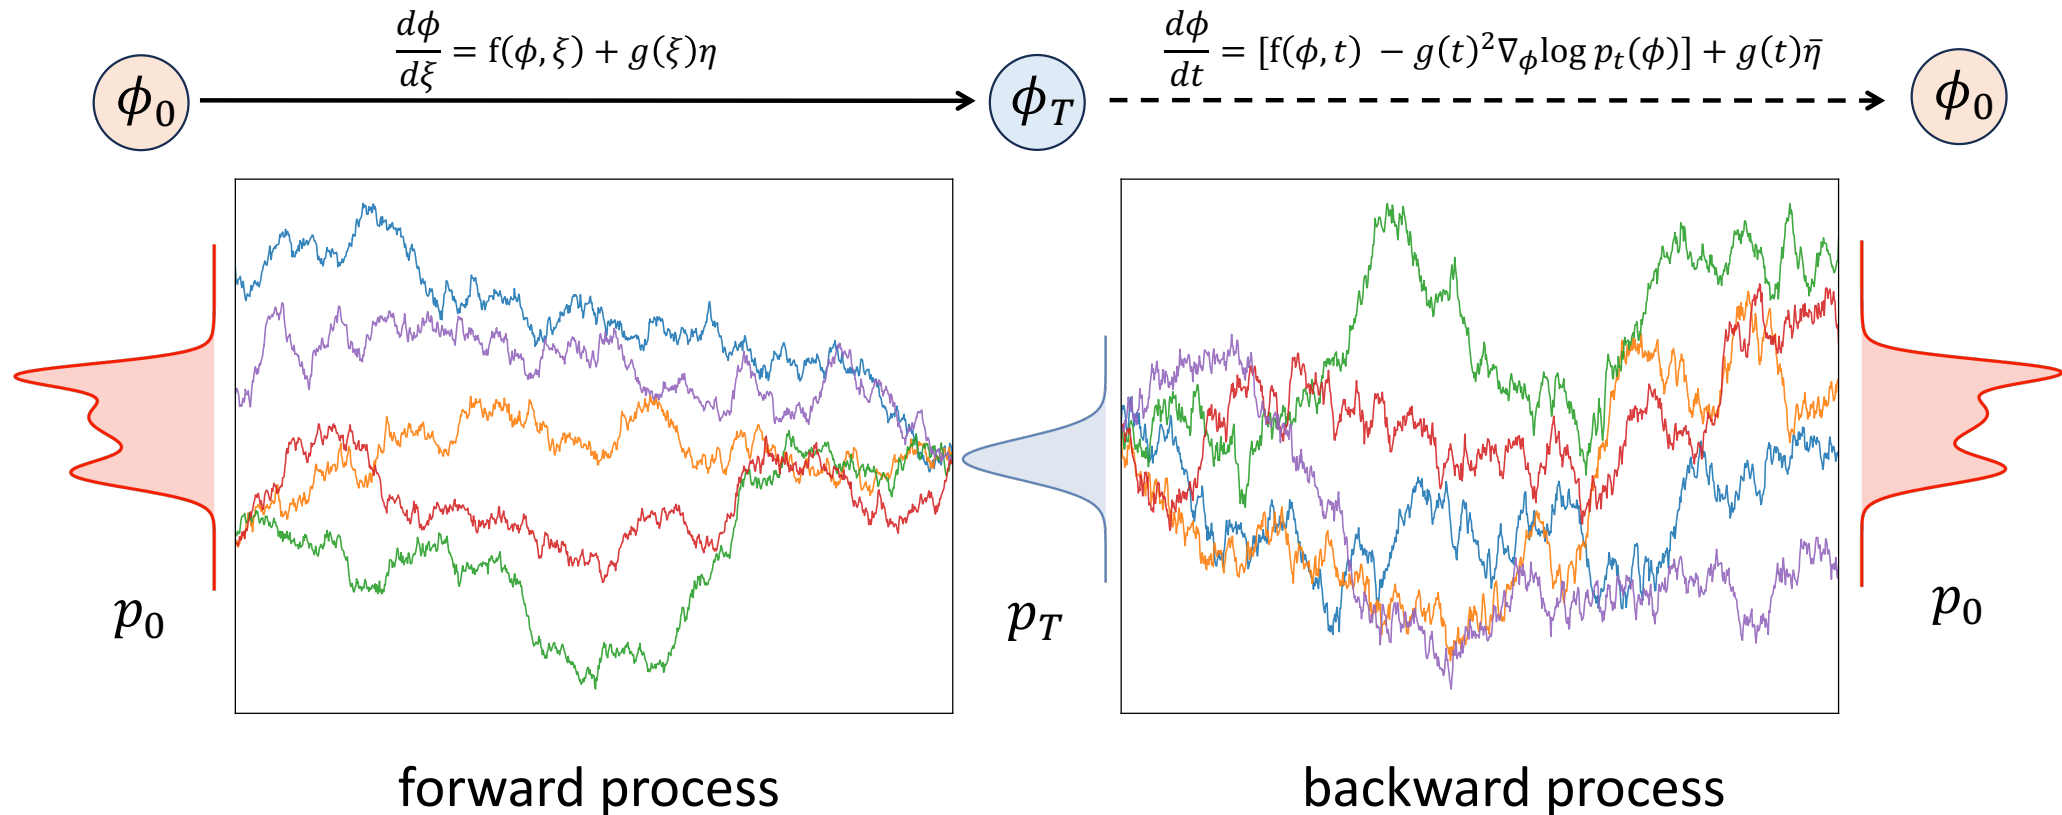 dϕ/dξ = f(ϕ, ξ) + g(ξ)η
dϕ/dt = [f(ϕ, t) − g(t)²∇_ϕ log p_t(ϕ)] + g(t)η̄
ϕ₀
ϕ_T
ϕ₀
p₀
p_T
p₀
forward process
backward process